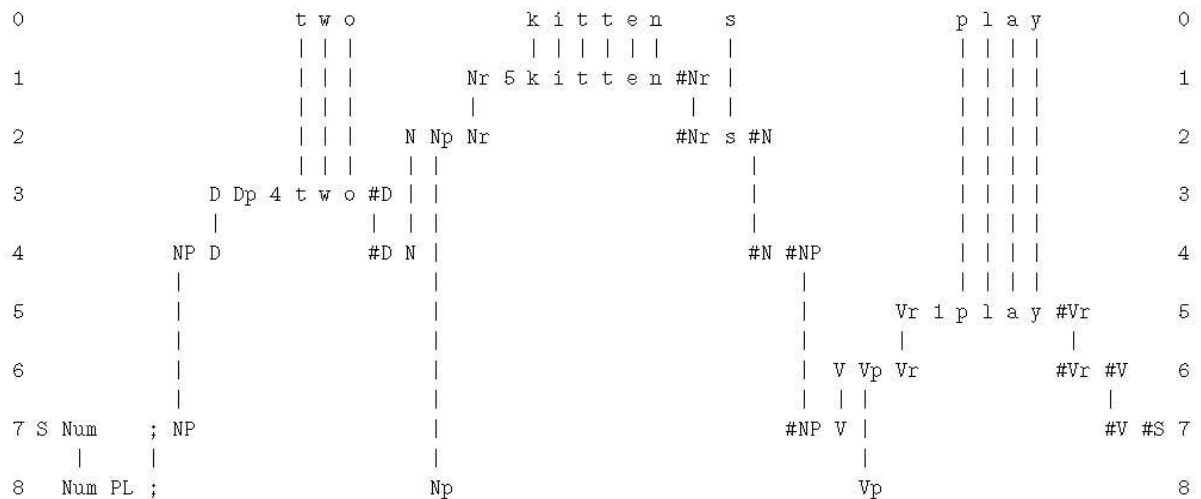 0 t w o k i t t e n s p l a y 0
| | | | | | | | | | | | | |
1 | | | Nr 5 k i t t e n #Nr | | | | | 1
| | | | | | | | | |
2 | | | N Np Nr #Nr s #N | | | | 2
| | | | | | | | | |
3 D Dp 4 t w o #D | | | | | | | 3
| | | | | | | | |
4 NP D #D N | #N #NP | | | | 4
| | | | | | |
5 | | | Vr 1 p l a y #Vr 5
| | | | |
6 | | | V Vp Vr #Vr #V 6
| | | | | |
7 S Num ; NP | #NP V | #V #S 7
| | | |
8 Num PL ; Np Vp 8